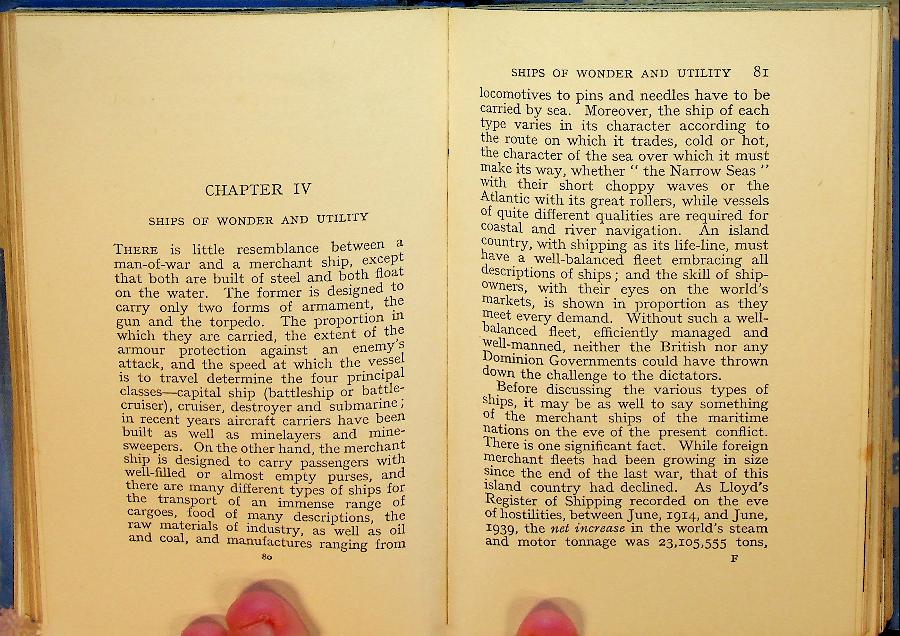 CHAPTER IV
SHIPS OF WONDER AND UTILITY
THERE is little resemblance between a
man-of-war and a merchant ship, except
that both are built of steel and both float
on the water. The former is designed to
carry only two forms of armament, the
gun and the torpedo. The proportion in
which they are carried, the extent of the
armour protection against an enemy's
attack, and the speed at which the vessel
is to travel determine the four principal
classes—capital ship (battleship or battle-
cruiser), cruiser, destroyer and submarine;
in recent years aircraft carriers have been
built as well as minelayers and mine-
sweepers. On the other hand, the merchant
ship is designed to carry passengers with
well-filled or almost empty purses, and
there are many different types of ships for
the transport of an immense range of
cargoes, food of many descriptions, the
raw materials of industry, as well as oil
and coal, and manufactures ranging from
80
SHIPS OF WONDER AND UTILITY 81
locomotives to pins and needles have to be
carried by sea. Moreover, the ship of each
type varies in its character according to
the route on which it trades, cold or hot,
the character of the sea over which it must
make its way, whether " the Narrow Seas "
with their short choppy waves or the
Atlantic with its great rollers, while vessels
of quite different qualities are required for
coastal and river navigation. An island
country, with shipping as its life-line, must
have a well-balanced fleet embracing all
descriptions of ships; and the skill of ship-
owners, with their eyes on the world's
markets, is shown in proportion as they
meet every demand. Without such a well-
balanced fleet, efficiently managed and
well-manned, neither the British nor any
Dominion Governments could have thrown
down the challenge to the dictators.
Before discussing the various types of
ships, it may be as well to say something
of the merchant ships of the maritime
nations on the eve of the present conflict.
There is one significant fact. While foreign
merchant fleets had been growing in size
since the end of the last war, that of this
island country had declined. As Lloyd's
Register of Shipping recorded on the eve
of hostilities, between June, 1914, and June,
1939, the net increase in the world's steam
and motor tonnage was 23,105,555 tons,
F